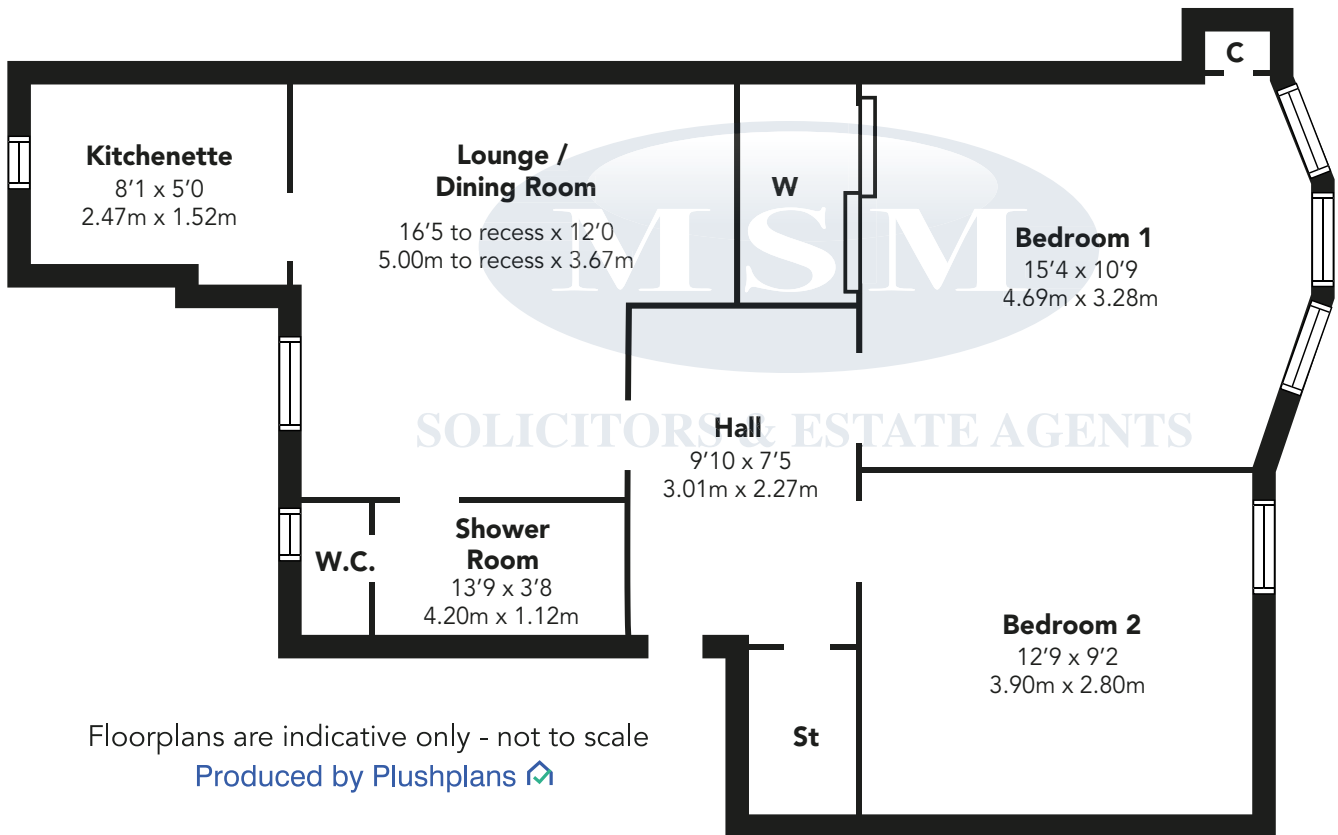 C
Kitchenette
8'1 x 5'0
2.47m x 1.52m
Lounge /
Dining Room
16'5 to recess x 12'0
5.00m to recess x 3.67m
W
MSM
SOLICITORS & ESTATE AGENTS
Bedroom 1
15'4 x 10'9
4.69m x 3.28m
Hall
9'10 x 7'5
3.01m x 2.27m
W.C.
Shower
Room
13'9 x 3'8
4.20m x 1.12m
Bedroom 2
12'9 x 9'2
3.90m x 2.80m
St
Floorplans are indicative only - not to scale
Produced by Plushplans